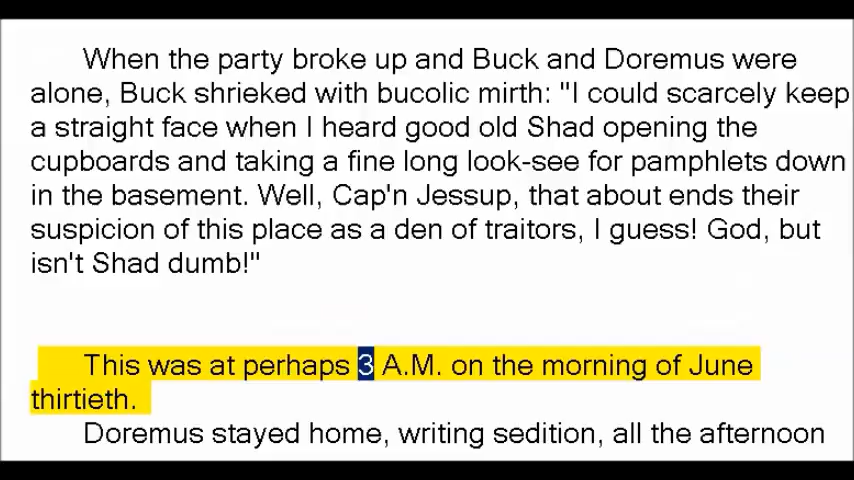 When the party broke up and Buck and Doremus were
alone, Buck shrieked with bucolic mirth: "I could scarcely keep
a straight face when I heard good old Shad opening the
cupboards and taking a fine long look-see for pamphlets down
in the basement. Well, Cap'n Jessup, that about ends their
suspicion of this place as a den of traitors, I guess! God, but
isn't Shad dumb!"
This was at perhaps 3 A.M. on the morning of June
thirtieth.
Doremus stayed home, writing sedition, all the afternoon